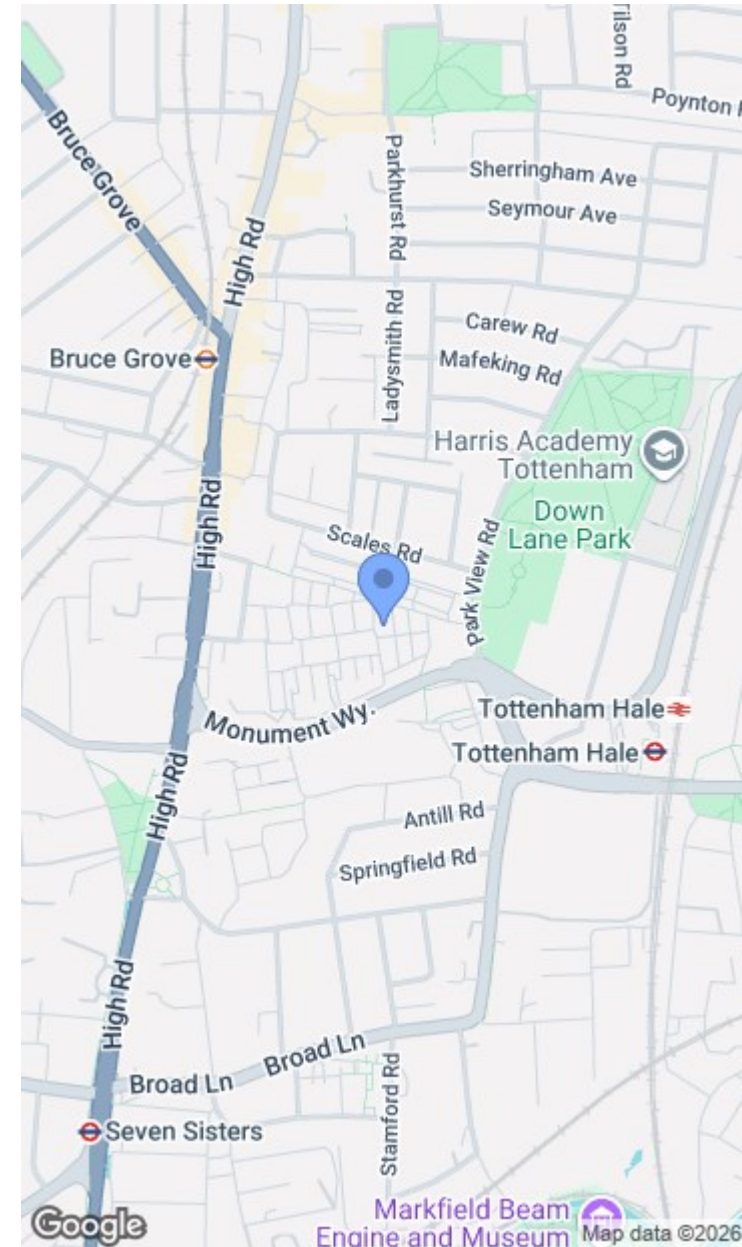 Tilson Rd
Poynton
Bruce Grove
Parkhurst Rd
Sherringham Ave
Seymour Ave
High Rd
Ladysmith Rd
Carew Rd
Bruce Grove
Mafeking Rd
Harris Academy
Tottenham
Down
Lane Park
High Rd
Scales Rd
Park View Rd
Monument Wy.
Tottenham Hale
Tottenham Hale
High Rd
Antill Rd
Springfield Rd
High Rd
Broad Ln
Broad Ln
Stamford Rd
Seven Sisters
Markfield Beam
Engine and Museum
Google
Map data ©2026